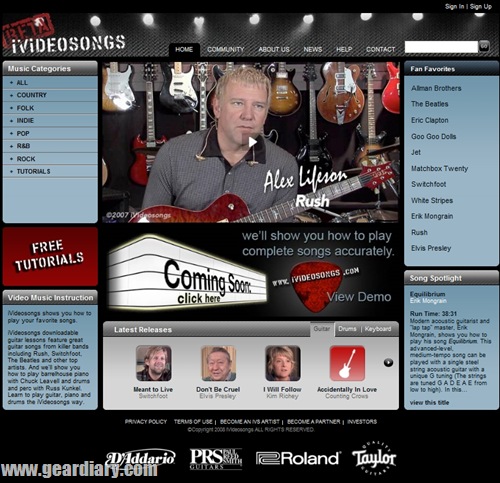 Sign In | Sign Up
BETA
iVIDEOSONGS
HOME COMMUNITY ABOUT US NEWS HELP CONTACT
Music Categories
ALL
COUNTRY
FOLK
INDIE
POP
R&B
ROCK
TUTORIALS
FREE
TUTORIALS
Video Music Instruction
iVideosongs shows you how to
play your favorite songs.
iVideosongs downloadable
guitar lessons feature great
guitar songs from killer bands
including Rush, Switchfoot,
The Beatles and other top
artists. And we'll show you
how to play barrelhouse piano
with Chuck Leavell and drums
and perc with Russ Kunkel.
Learn to play guitar, piano and
drums the iVideosongs way.
Alex Lifeson
Rush
©2007 iVideosongs
Coming Soon:
click here
we'll show you how to play
complete songs accurately.
www.iVIDEOSONGS.com
View Demo
Latest Releases
Guitar Drums | Keyboard
Meant to Live
Switchfoot
Don't Be Cruel
Elvis Presley
I Will Follow
Kim Richey
Accidentally In Love
Counting Crows
Fan Favorites
Allman Brothers
The Beatles
Eric Clapton
Goo Goo Dolls
Jet
Matchbox Twenty
Switchfoot
White Stripes
Erik Mongrain
Rush
Elvis Presley
Song Spotlight
Equilibrium
Erik Mongrain
Run Time: 38:31
Modern acoustic guitarist and
"lap tap" master, Erik
Mongrain, shows you how to
play his song Equilibrium. This
advanced-level,
medium-tempo song can be
played with a single steel
string acoustic guitar with a
unique G tuning (The strings
are tuned G A D E A E from
low to high). In this...
view this title
PRIVACY POLICY | TERMS OF USE | BECOME AN IVS ARTIST | BECOME A PARTNER | INVESTORS
©Copyright 2008 iVideosongs ALL RIGHTS RESERVED.
D'Addario
PRS PAUL REED SMITH GUITARS
Roland
QUALITY
Taylor
GUITARS
www.geardiary.com